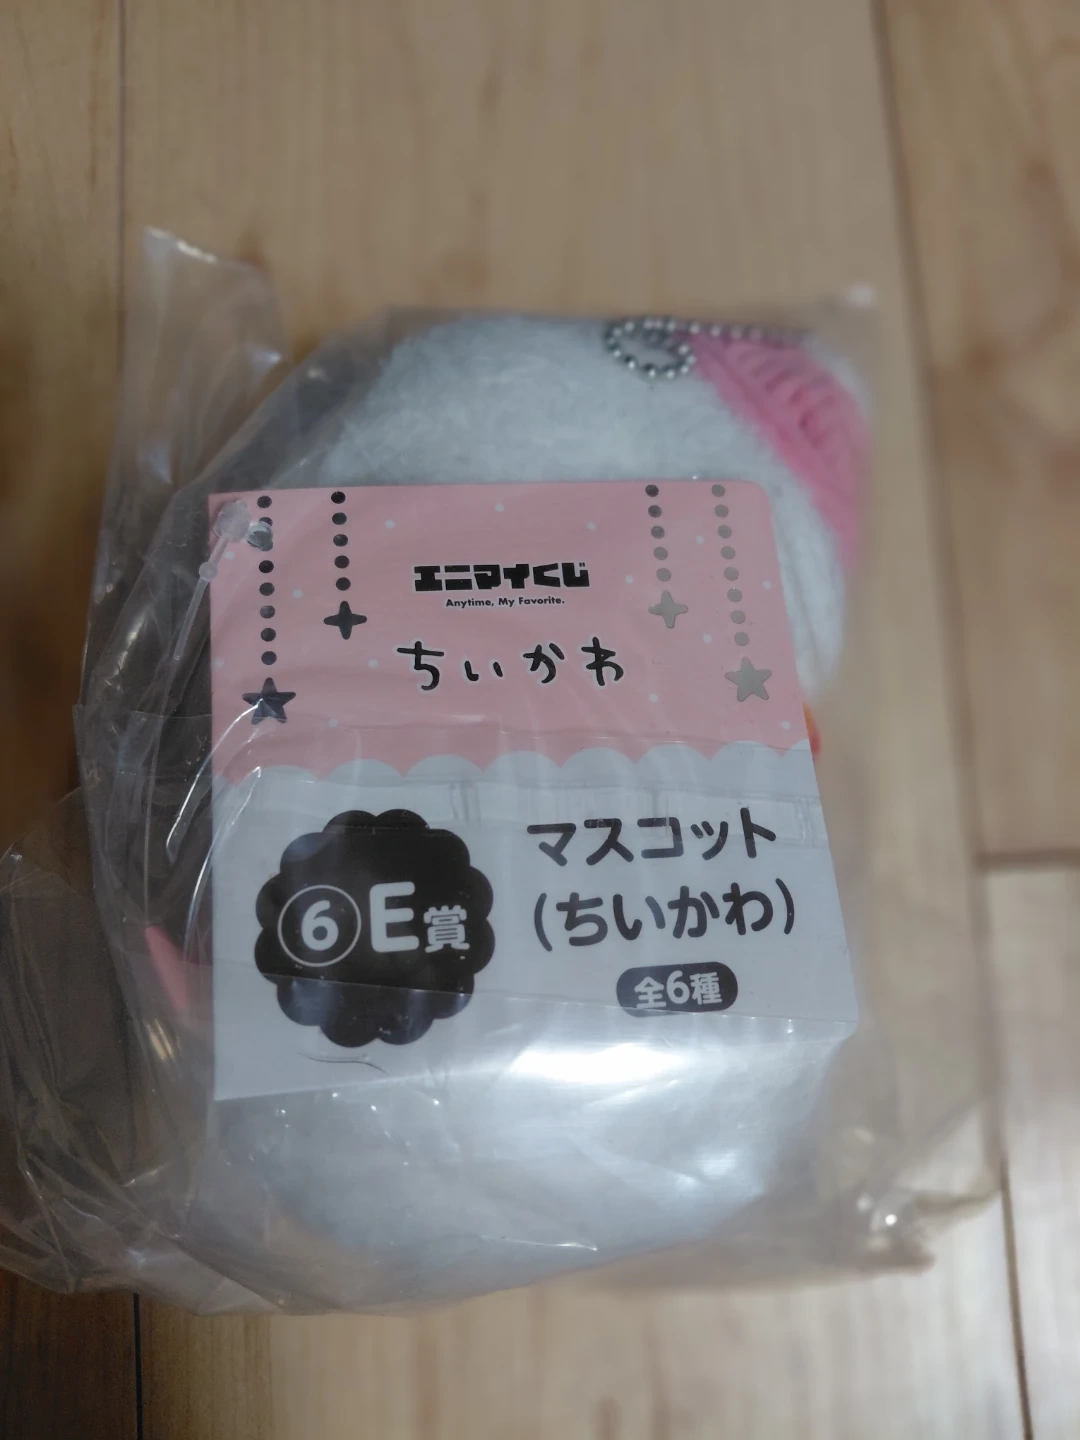 エニマイくじ
Anytime, My Favorite.
ちいかわ
⑥E賞
マスコット
(ちいかわ)
全6種